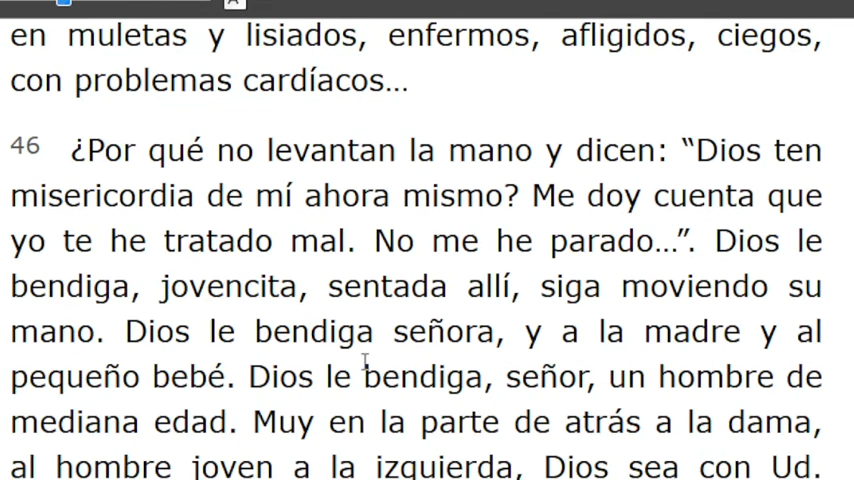 en muletas y lisiados, enfermos, afligidos, ciegos,
con problemas cardíacos…
46 ¿Por qué no levantan la mano y dicen: “Dios ten
misericordia de mí ahora mismo? Me doy cuenta que
yo te he tratado mal. No me he parado…”. Dios le
bendiga, jovencita, sentada allí, siga moviendo su
mano. Dios le bendiga señora, y a la madre y al
pequeño bebé. Dios le bendiga, señor, un hombre de
mediana edad. Muy en la parte de atrás a la dama,
al hombre joven a la izquierda, Dios sea con Ud.